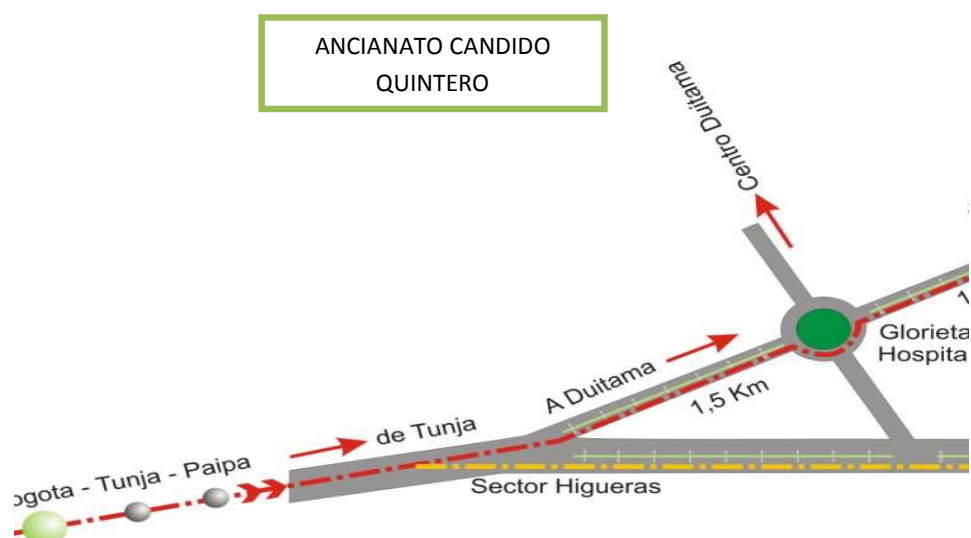 ANCIANATO CANDIDO
QUINTERO
Centro Duitama
Glorieta
Hospita
A Duitama
1,5 Km
de Tunja
ogota - Tunja - Paipa
Sector Higueras